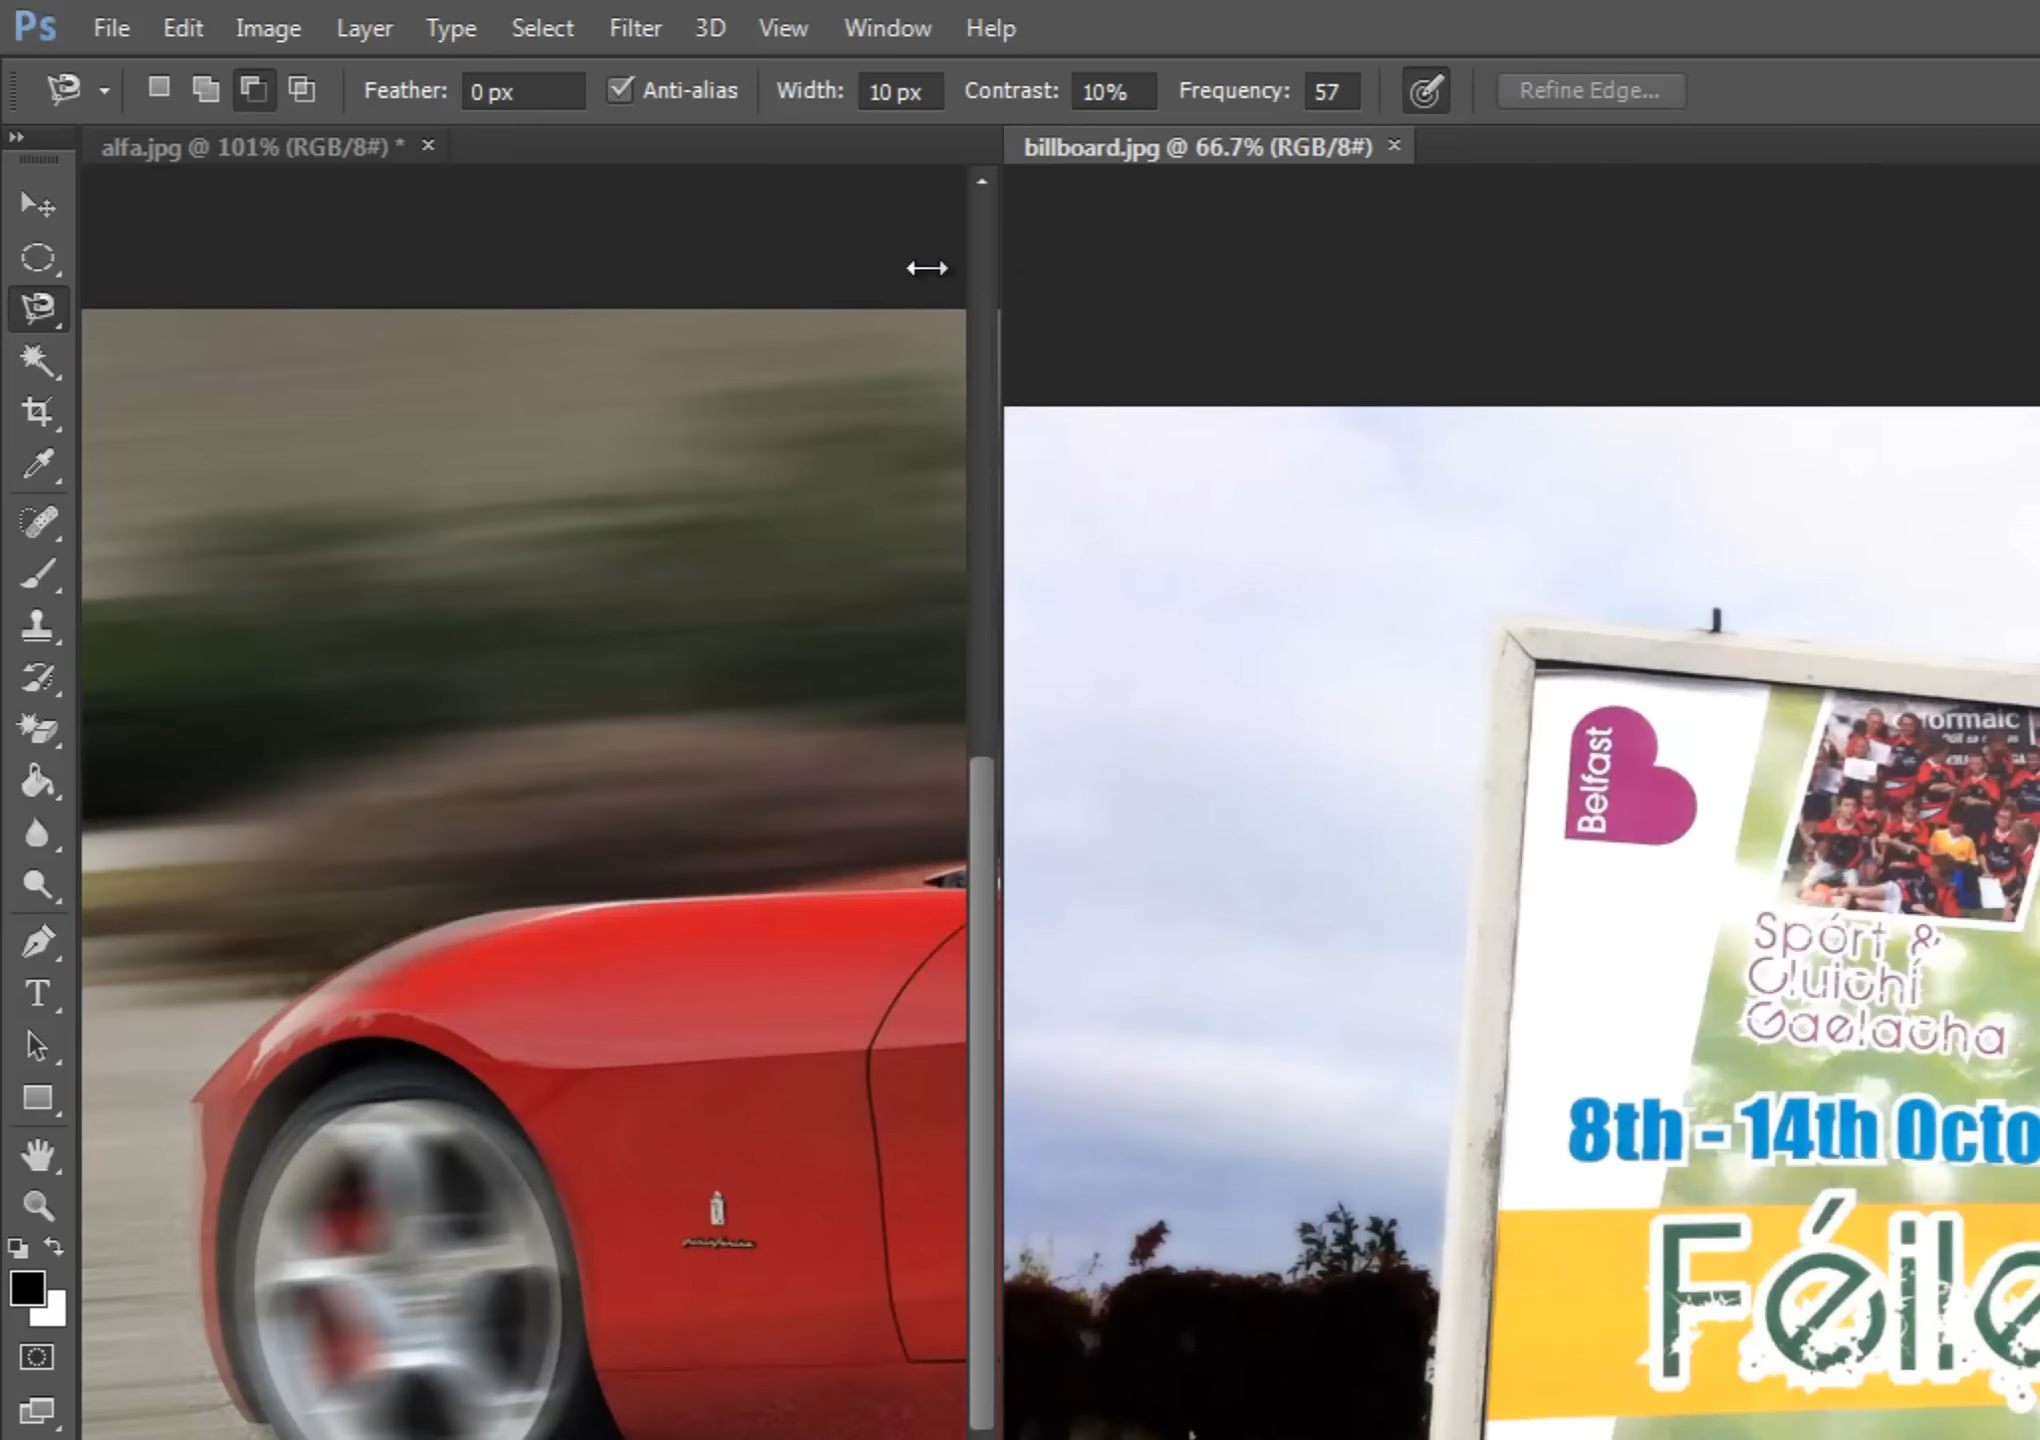 Ps File Edit Image Layer Type Select Filter 3D View Window Help
Feather: 0 px Anti-alias Width: 10 px Contrast: 10% Frequency: 57 Refine Edge...
alfa.jpg @ 101% (RGB/8#) * ×
billboard.jpg @ 66.7% (RGB/8#) ×
T
Belfast
Spórt &
Cluichí
Gaelacha
8th - 14th Octo
Féile